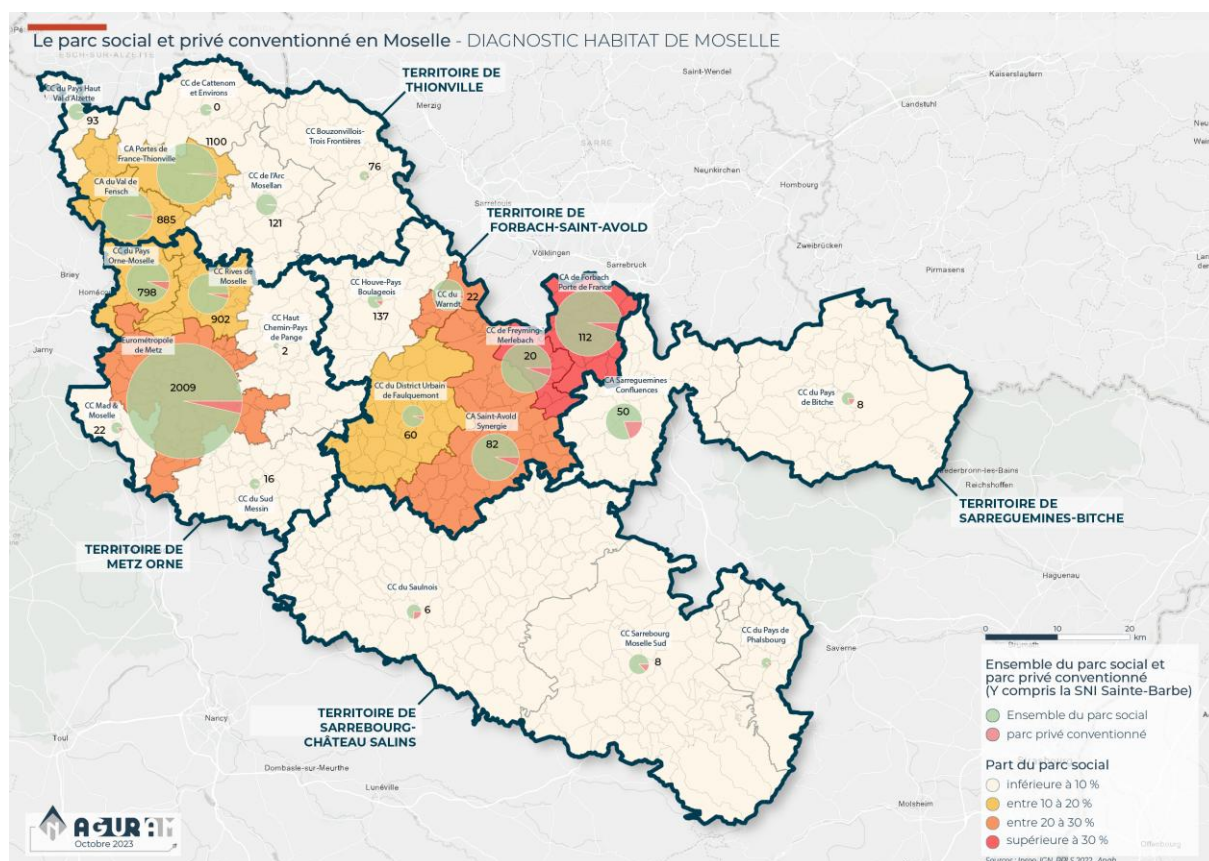 Le parc social et privé conventionné en Moselle - DIAGNOSTIC HABITAT DE MOSELLE
ESCH-SUR-ALZETTE
TERRITOIRE DE
THIONVILLE
Saint-Wendel
Kaiserslautern
Merzig
Landstuhl
CC du Pays Haut
Val d'Alzette
93
CC de Cattenom
et Environs
0
CC Bouzonvillois-
Trois Frontières
76
1100
CA Portes de
France-Thionville
CA du Val de
Fensch
885
CC de l'Arc
Mosellan
121
SARRE
Neunkirchen
Hombourg
Sarrelouis
TERRITOIRE DE
FORBACH-SAINT-AVOLD
Völklingen
Sarrebruck
Zweibrücken
Pirmasens
Briey
Homécourt
CC du Pays
Orne-Moselle
798
CC Rives de
Moselle
902
CC Houve-Pays
Boulageois
137
CC du
Warndt
22
CA de Forbach
Porte de France
112
CC Haut
Chemin-Pays
de Pange
2
CC de Freyming-
Merlebach
20
Jarny
Eurométropole
de Metz
2009
CC du District Urbain
de Faulquemont
60
CA Saint-Avold
Synergie
82
CA Sarreguemines
Confluences
50
CC du Pays
de Bitche
8
CC Mad &
Moselle
22
16
CC du Sud
Messin
Reichshoffen
TERRITOIRE DE
SARREGUEMINES-BITCHE
TERRITOIRE DE
METZ ORNE
Haguenau
CC du Saulnois
6
CC Sarrebourg
Moselle Sud
8
CC du Pays de
Phalsbourg
Saverne
0
10
20
km
Nancy
Toul
TERRITOIRE DE
SARREBOURG-
CHÂTEAU SALINS
Dombasle-sur-Meurthe
Lunéville
Molsheim
Offenbourg
Ensemble du parc social et
parc privé conventionné
(Y compris la SNI Sainte-Barbe)
Ensemble du parc social
parc privé conventionné
Part du parc social
inférieure à 10 %
entre 10 à 20 %
entre 20 à 30 %
supérieure à 30 %
AGURAM
Octobre 2023